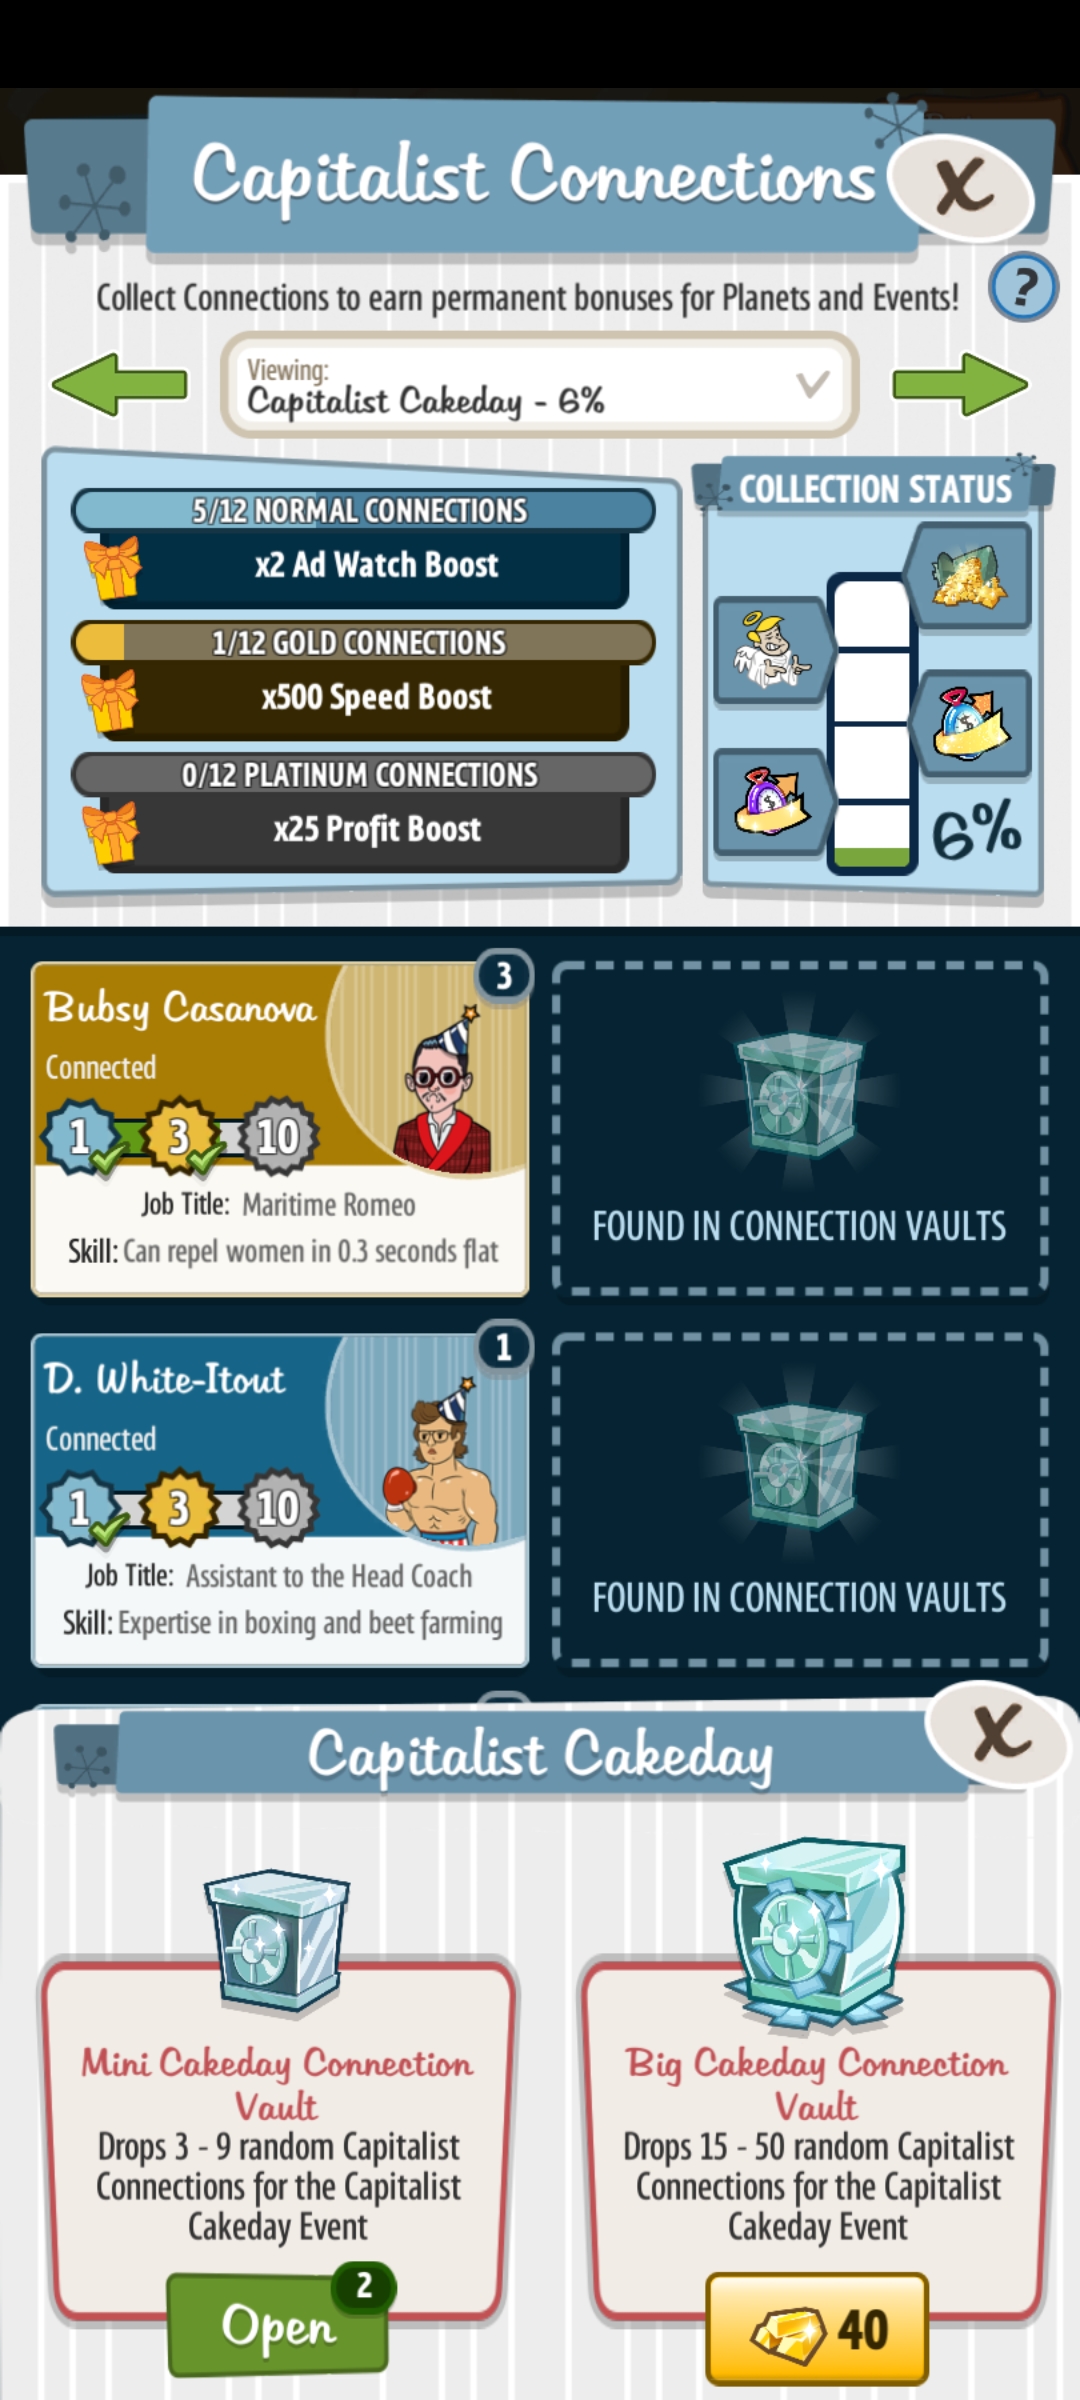 Capitalist Connections
X
Collect Connections to earn permanent bonuses for Planets and Events!
?
Viewing:
Capitalist Cakeday - 6%
5/12 NORMAL CONNECTIONS
x2 Ad Watch Boost
1/12 GOLD CONNECTIONS
x500 Speed Boost
0/12 PLATINUM CONNECTIONS
x25 Profit Boost
COLLECTION STATUS
6%
3
Bubsy Casanova
Connected
1 3 10
Job Title: Maritime Romeo
Skill: Can repel women in 0.3 seconds flat
FOUND IN CONNECTION VAULTS
1
D. White-Itout
Connected
1 3 10
Job Title: Assistant to the Head Coach
Skill: Expertise in boxing and beet farming
FOUND IN CONNECTION VAULTS
Capitalist Cakeday
X
Mini Cakeday Connection
Vault
Drops 3 - 9 random Capitalist
Connections for the Capitalist
Cakeday Event
2
Open
Big Cakeday Connection
Vault
Drops 15 - 50 random Capitalist
Connections for the Capitalist
Cakeday Event
40